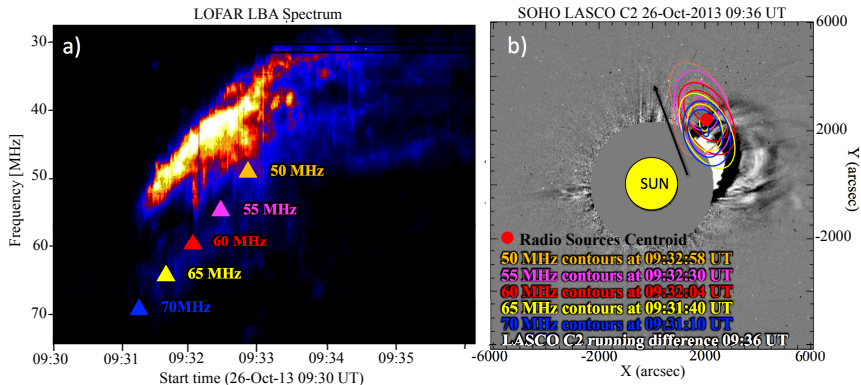 LOFAR LBA Spectrum
a)
30
40
50
60
70
Frequency [MHz]
50 MHz
55 MHz
60 MHz
65 MHz
70MHz
09:30
09:31
09:32
09:33
09:34
09:35
Start time (26-Oct-13 09:30 UT)
SOHO LASCO C2 26-Oct-2013 09:36 UT
b)
6000
2000
-2000
Y (arcsec)
SUN
Radio Sources Centroid
50 MHz contours at 09:32:58 UT
55 MHz contours at 09:32:30 UT
60 MHz contours at 09:32:04 UT
65 MHz contours at 09:31:40 UT
70 MHz contours at 09:31:10 UT
LASCO C2 running difference 09:36 UT
-6000
-2000
2000
6000
X (arcsec)